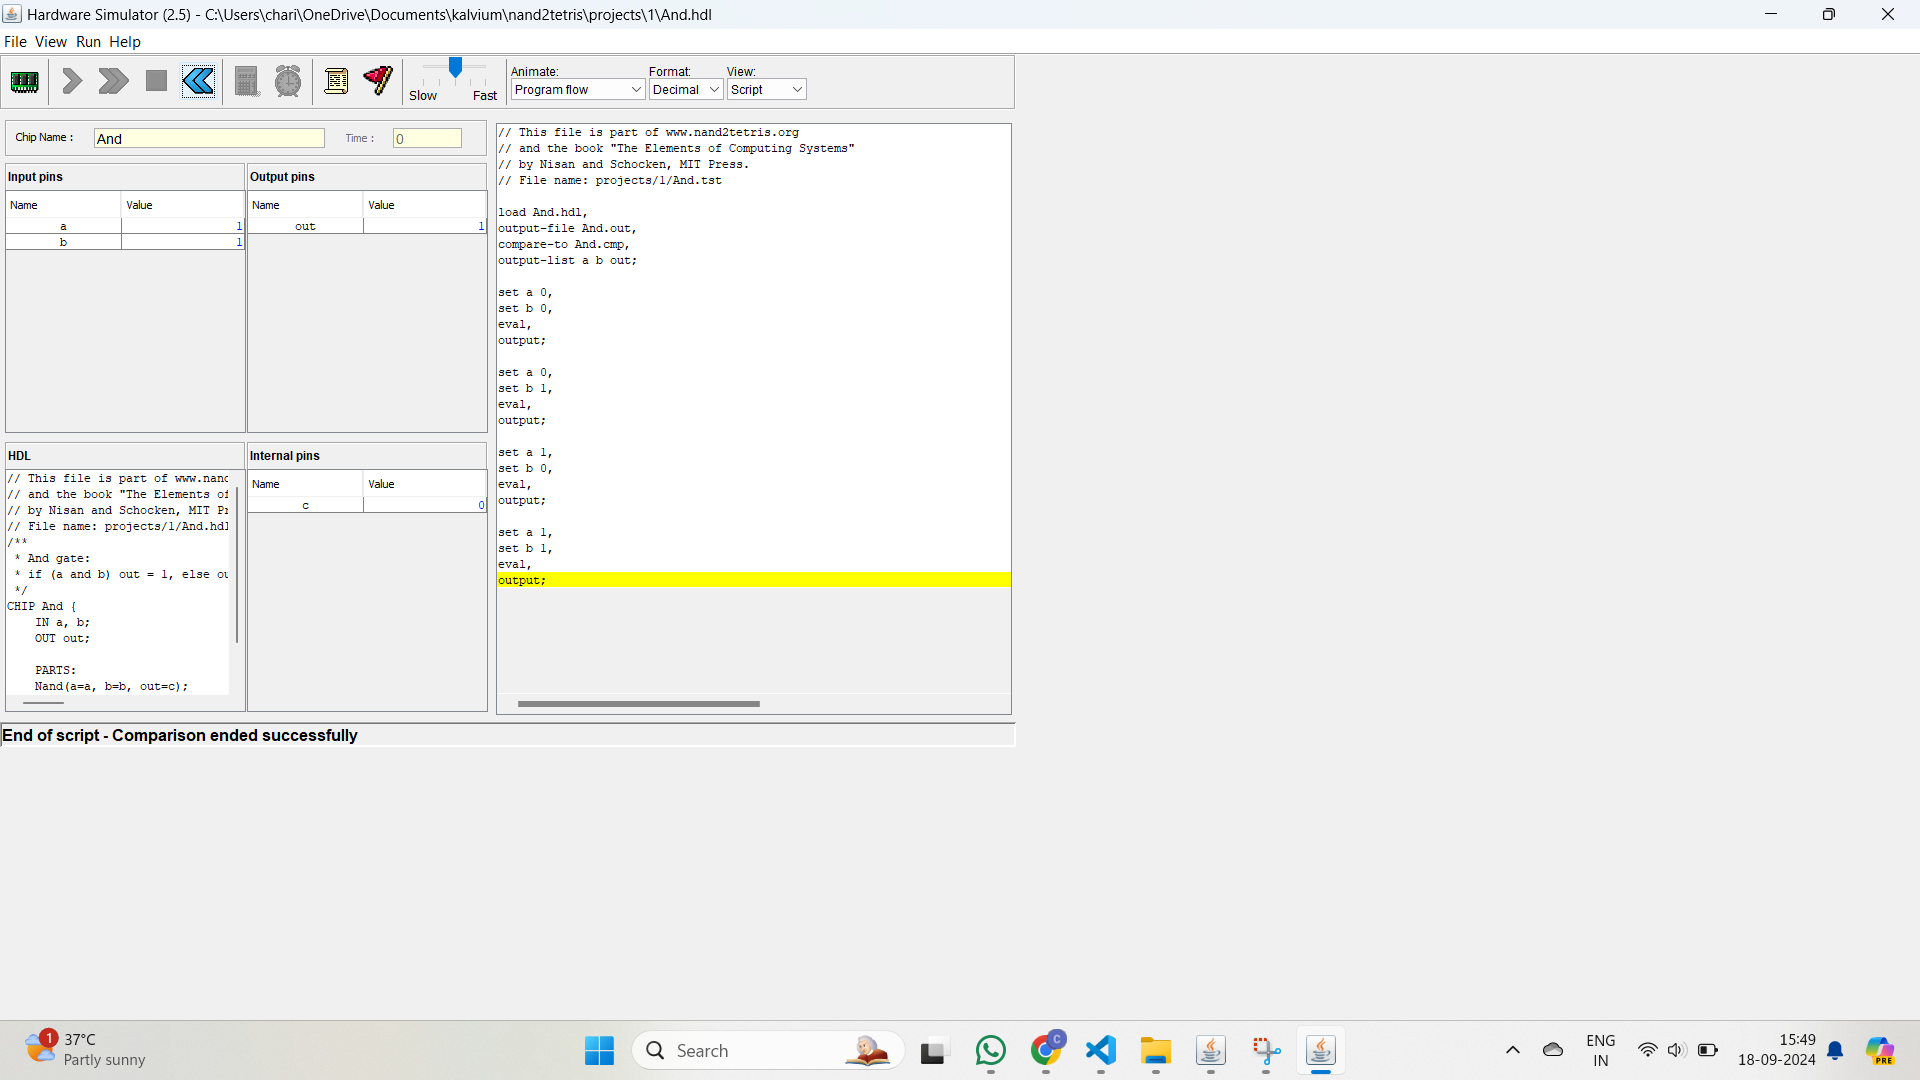 Hardware Simulator (2.5) - C:\Users\chari\OneDrive\Documents\kalvium\nand2tetris\projects\1\And.hdl
File View Run Help
Slow Fast
Animate: Format: View:
Program flow Decimal Script
Chip Name : And Time : 0
Input pins
Name Value
a 1
b 1
Output pins
Name Value
out 1
HDL
// This file is part of www.nand
// and the book "The Elements of
// by Nisan and Schocken, MIT Pr
// File name: projects/1/And.hdl
/**
* And gate:
* if (a and b) out = 1, else ou
*/
CHIP And {
IN a, b;
OUT out;
PARTS:
Nand(a=a, b=b, out=c);
Internal pins
Name Value
c 0
// This file is part of www.nand2tetris.org
// and the book "The Elements of Computing Systems"
// by Nisan and Schocken, MIT Press.
// File name: projects/1/And.tst
load And.hdl,
output-file And.out,
compare-to And.cmp,
output-list a b out;
set a 0,
set b 0,
eval,
output;
set a 0,
set b 1,
eval,
output;
set a 1,
set b 0,
eval,
output;
set a 1,
set b 1,
eval,
output;
End of script - Comparison ended successfully
1
37°C
Partly sunny
Search
C
ENG
IN
15:49
18-09-2024
PRE